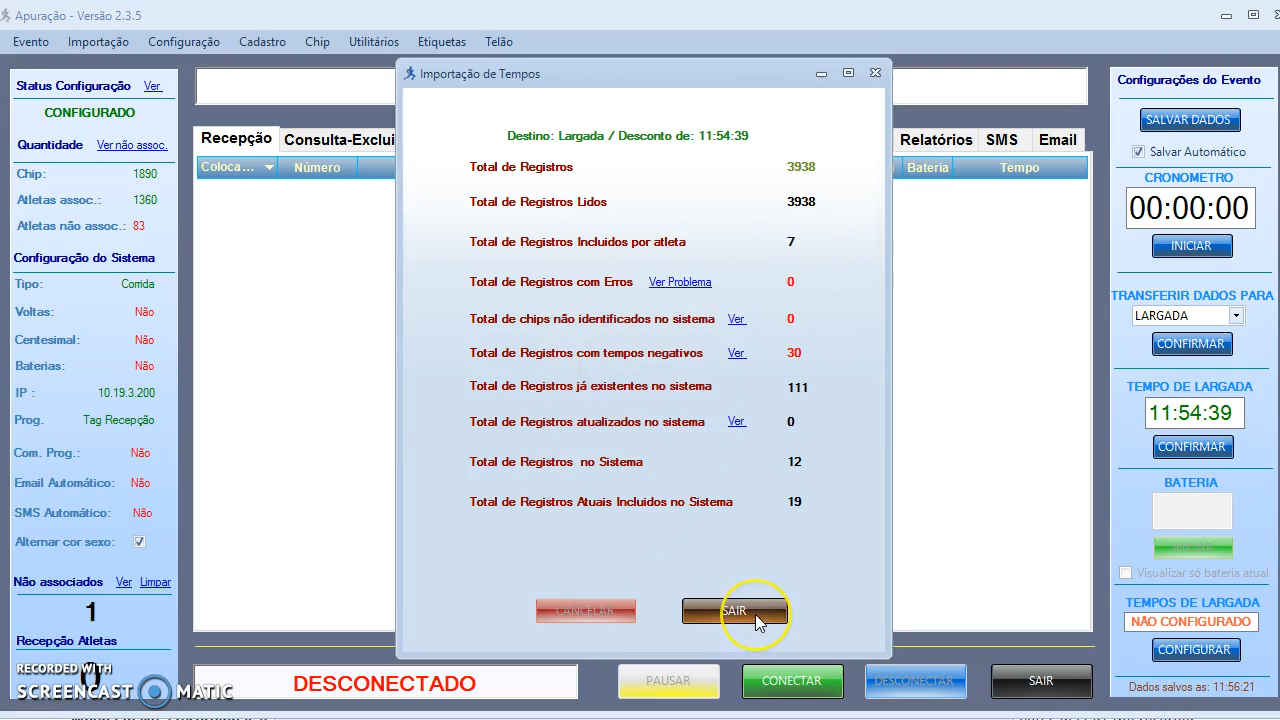 Apuração - Versão 2.3.5
Evento Importação Configuração Cadastro Chip Utilitários Etiquetas Telão
Status Configuração Ver
CONFIGURADO
Quantidade Ver não assoc.
Chip: 1890
Atletas assoc.: 1360
Atletas não assoc.: 83
Configuração do Sistema
Tipo: Corrida
Voltas: Não
Centesimal: Não
Baterias: Não
IP : 10.19.3.200
Prog. Tag Recepção
Com. Prog.: Não
Email Automático: Não
SMS Automático: Não
Alternar cor sexo:
Não associados Ver Limpar
1
Recepção Atletas
0
RECORDED WITH
SCREENCAST MATIC
Recepção Consulta-Exclui
Coloca... Número
Importação de Tempos
Destino: Largada / Desconto de: 11:54:39
Total de Registros 3938
Total de Registros Lidos 3938
Total de Registros Incluidos por atleta 7
Total de Registros com Erros Ver Problema 0
Total de chips não identificados no sistema Ver 0
Total de Registros com tempos negativos Ver 30
Total de Registros já existentes no sistema 111
Total de Registros atualizados no sistema Ver 0
Total de Registros no Sistema 12
Total de Registros Atuais Incluidos no Sistema 19
CANCELAR SAIR
Relatórios SMS Email
Bateria Tempo
DESCONECTADO
PAUSAR CONECTAR DESCONECTAR SAIR
Configurações do Evento
SALVAR DADOS
Salvar Automático
CRONOMETRO
00:00:00
INICIAR
TRANSFERIR DADOS PARA
LARGADA
CONFIRMAR
TEMPO DE LARGADA
11:54:39
CONFIRMAR
BATERIA
Visualizar só bateria atual
TEMPOS DE LARGADA
NÃO CONFIGURADO
CONFIGURAR
Dados salvos as: 11:56:21